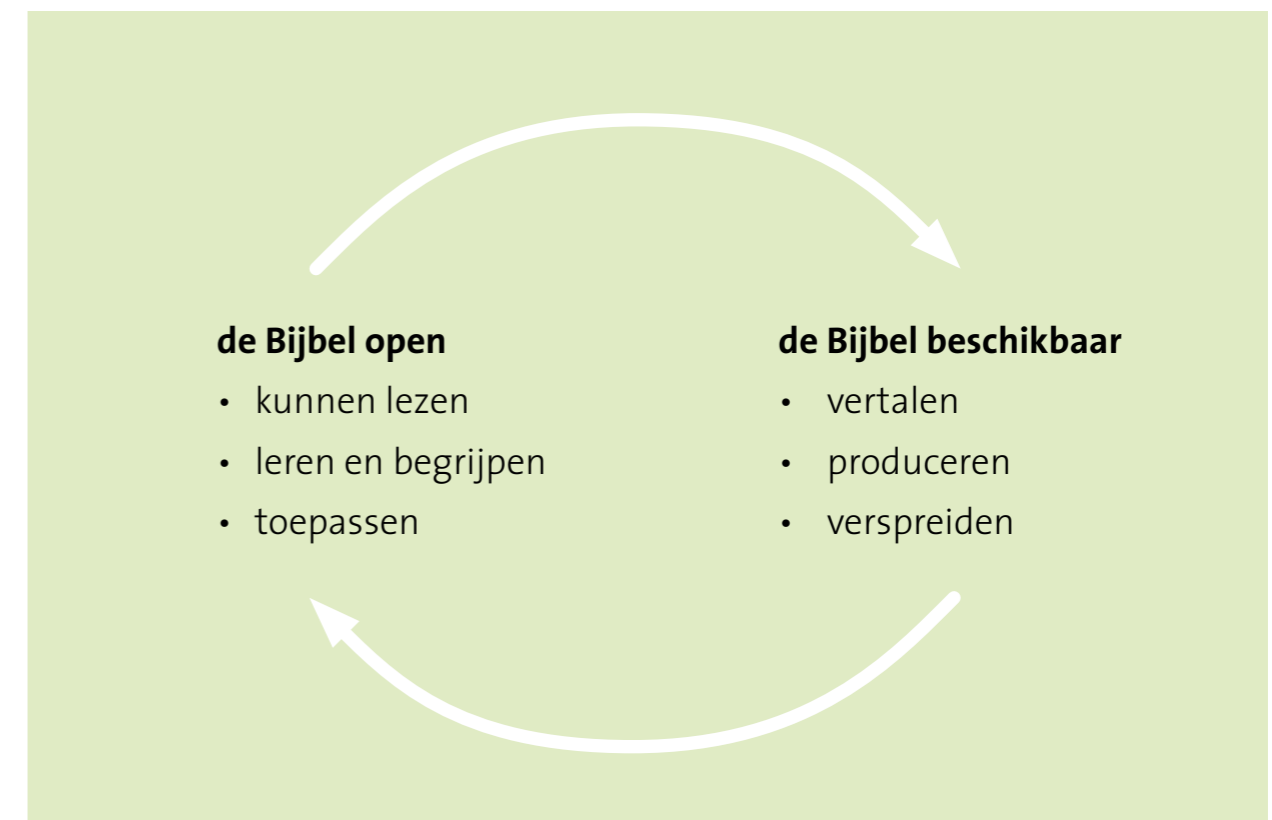 de Bijbel open
• kunnen lezen
• leren en begrijpen
• toepassen
de Bijbel beschikbaar
• vertalen
• produceren
• verspreiden